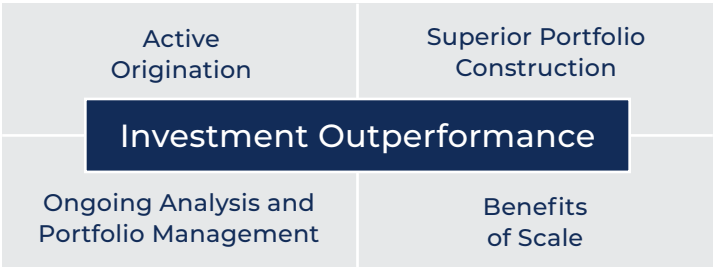 Active
Origination
Superior Portfolio
Construction
Investment Outperformance
Ongoing Analysis and
Portfolio Management
Benefits
of Scale